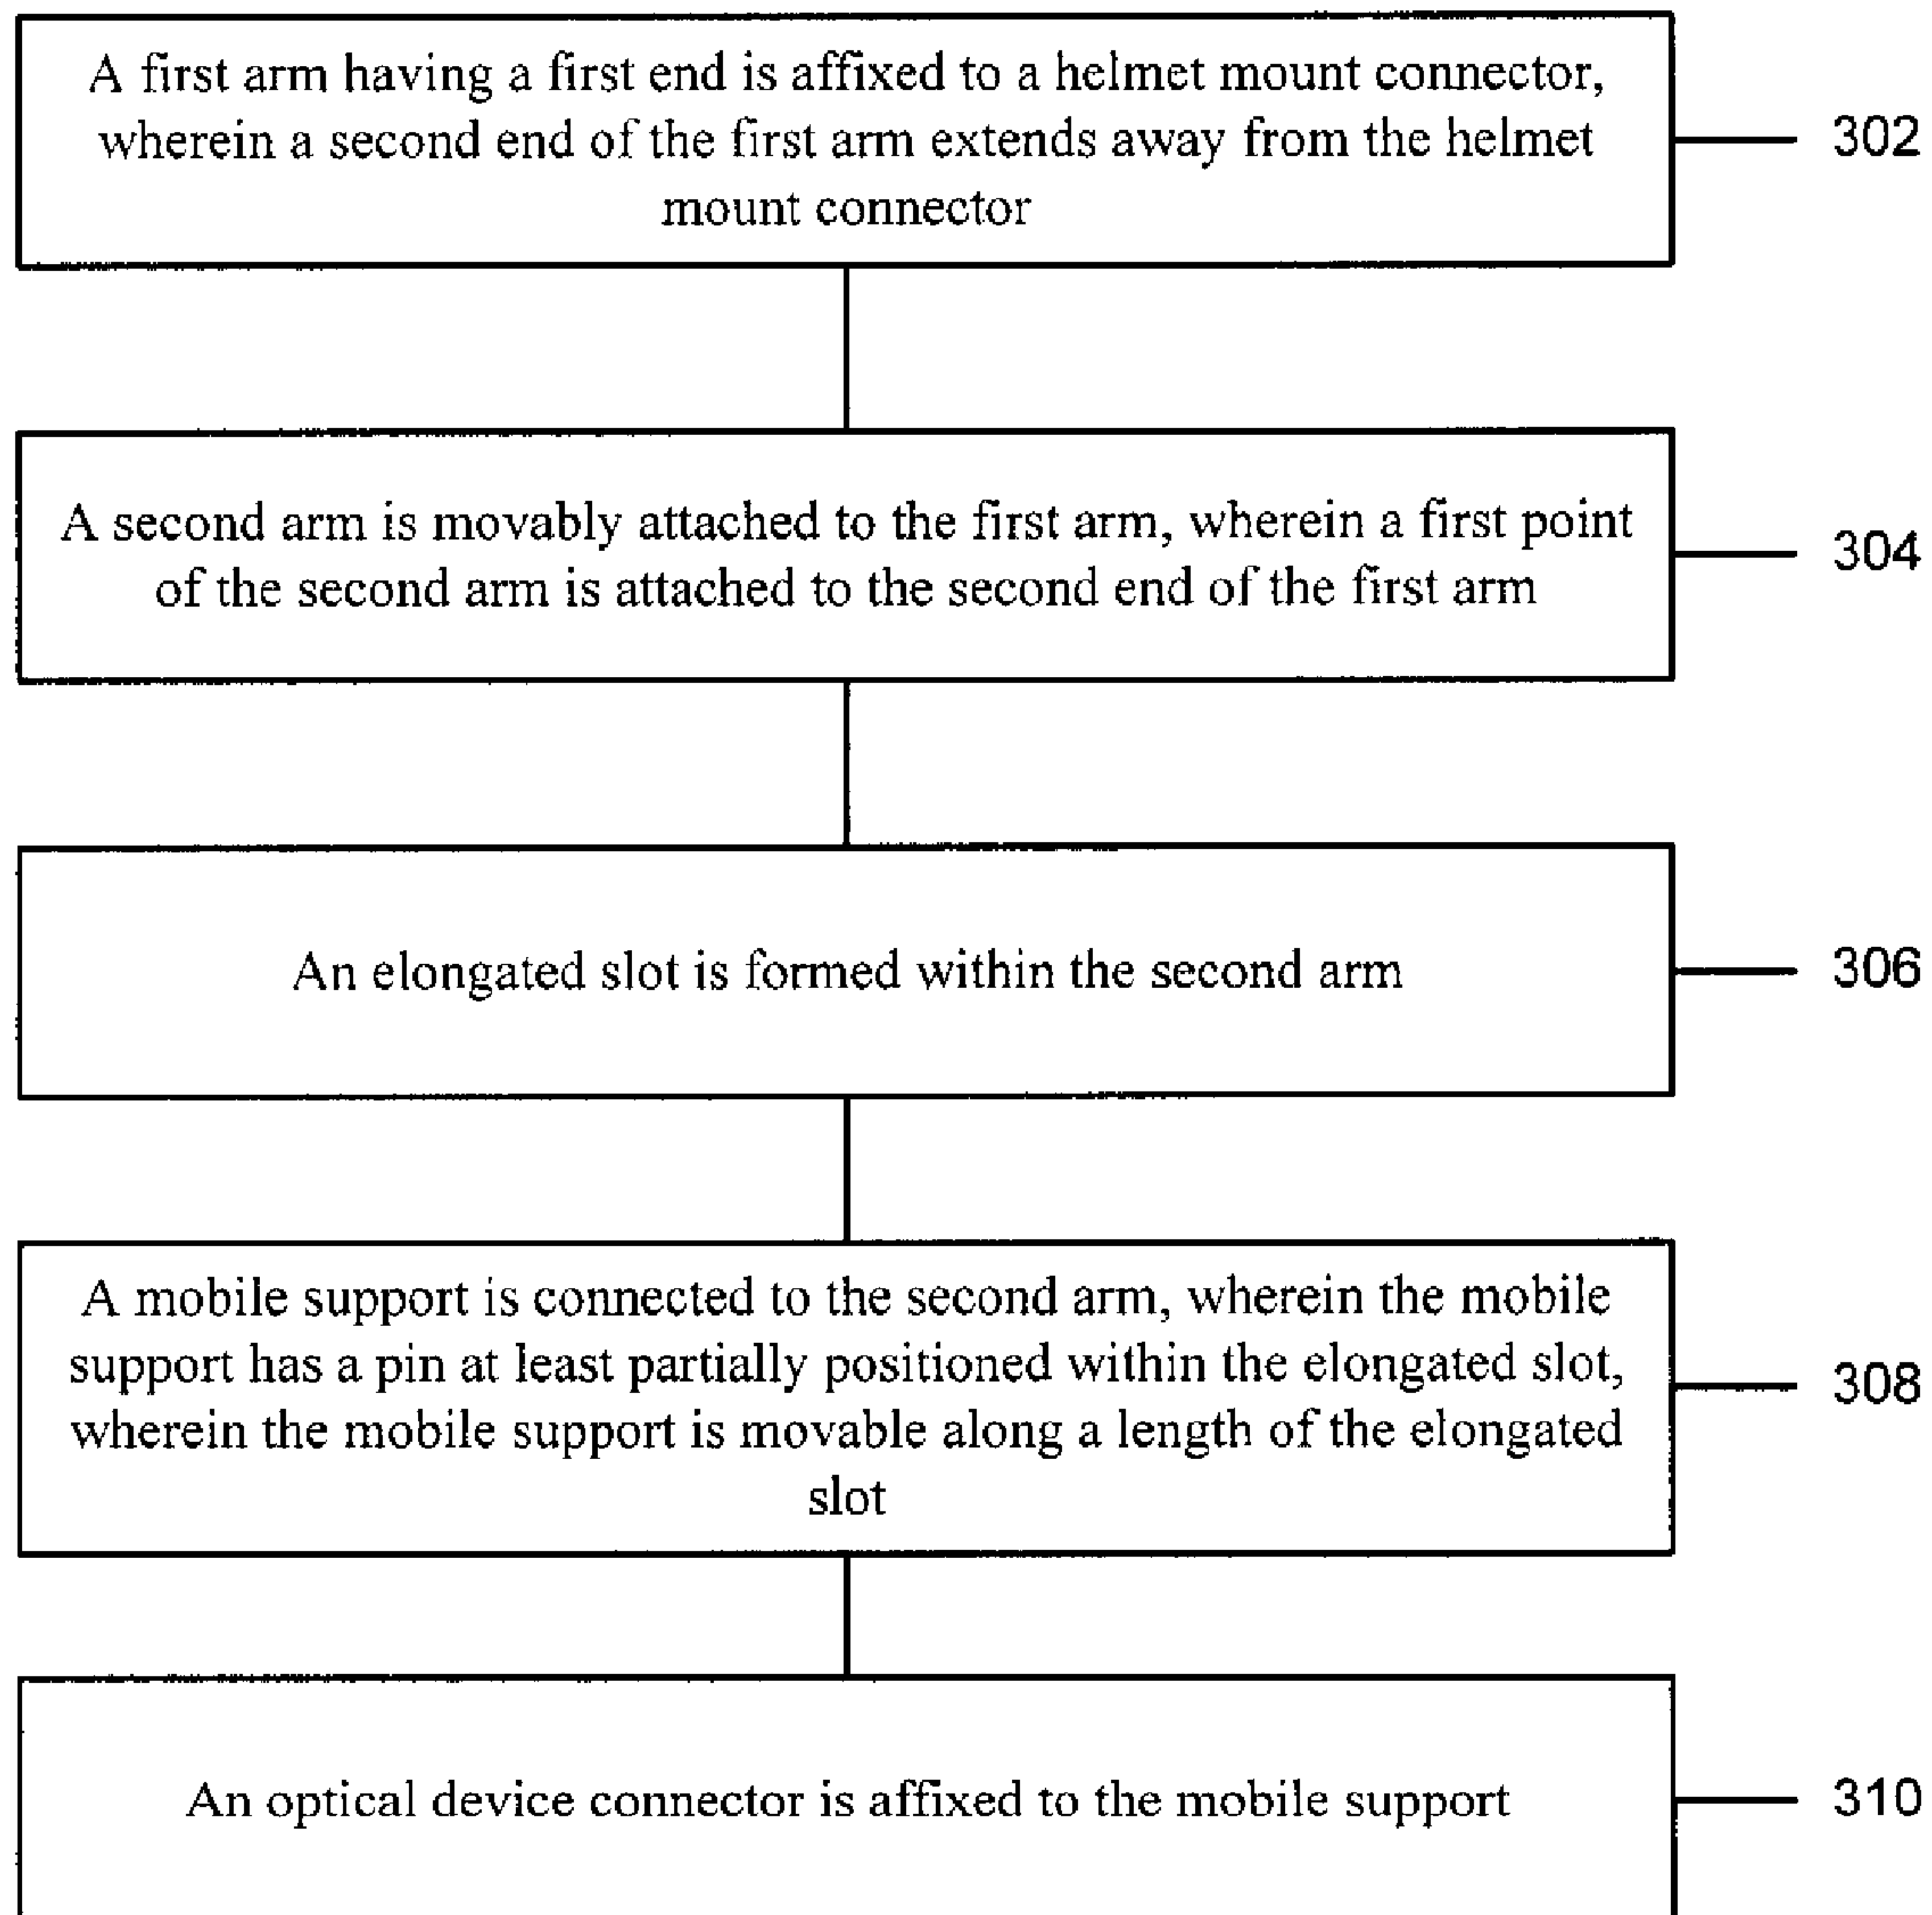 A first arm having a first end is affixed to a helmet mount connector,
wherein a second end of the first arm extends away from the helmet
mount connector
302
A second arm is movably attached to the first arm, wherein a first point
of the second arm is attached to the second end of the first arm
304
An elongated slot is formed within the second arm
306
A mobile support is connected to the second arm, wherein the mobile
support has a pin at least partially positioned within the elongated slot,
wherein the mobile support is movable along a length of the elongated
slot
308
An optical device connector is affixed to the mobile support
310